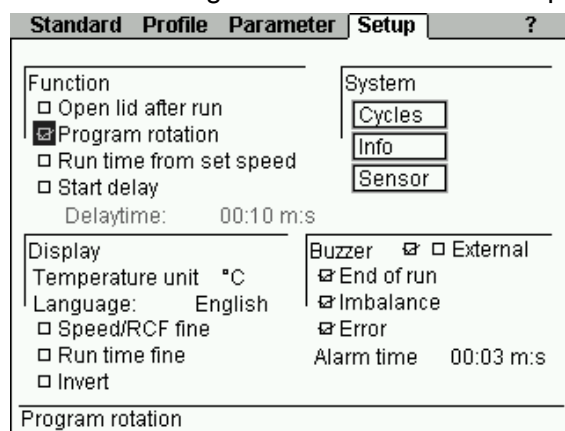 Standard Profile Parameter Setup ?
Function
Open lid after run
Program rotation
Run time from set speed
Start delay
Delaytime: 00:10 m:s
System
Cycles
Info
Sensor
Display
Temperature unit °C
Language: English
Speed/RCF fine
Run time fine
Invert
Buzzer External
End of run
Imbalance
Error
Alarm time 00:03 m:s
Program rotation